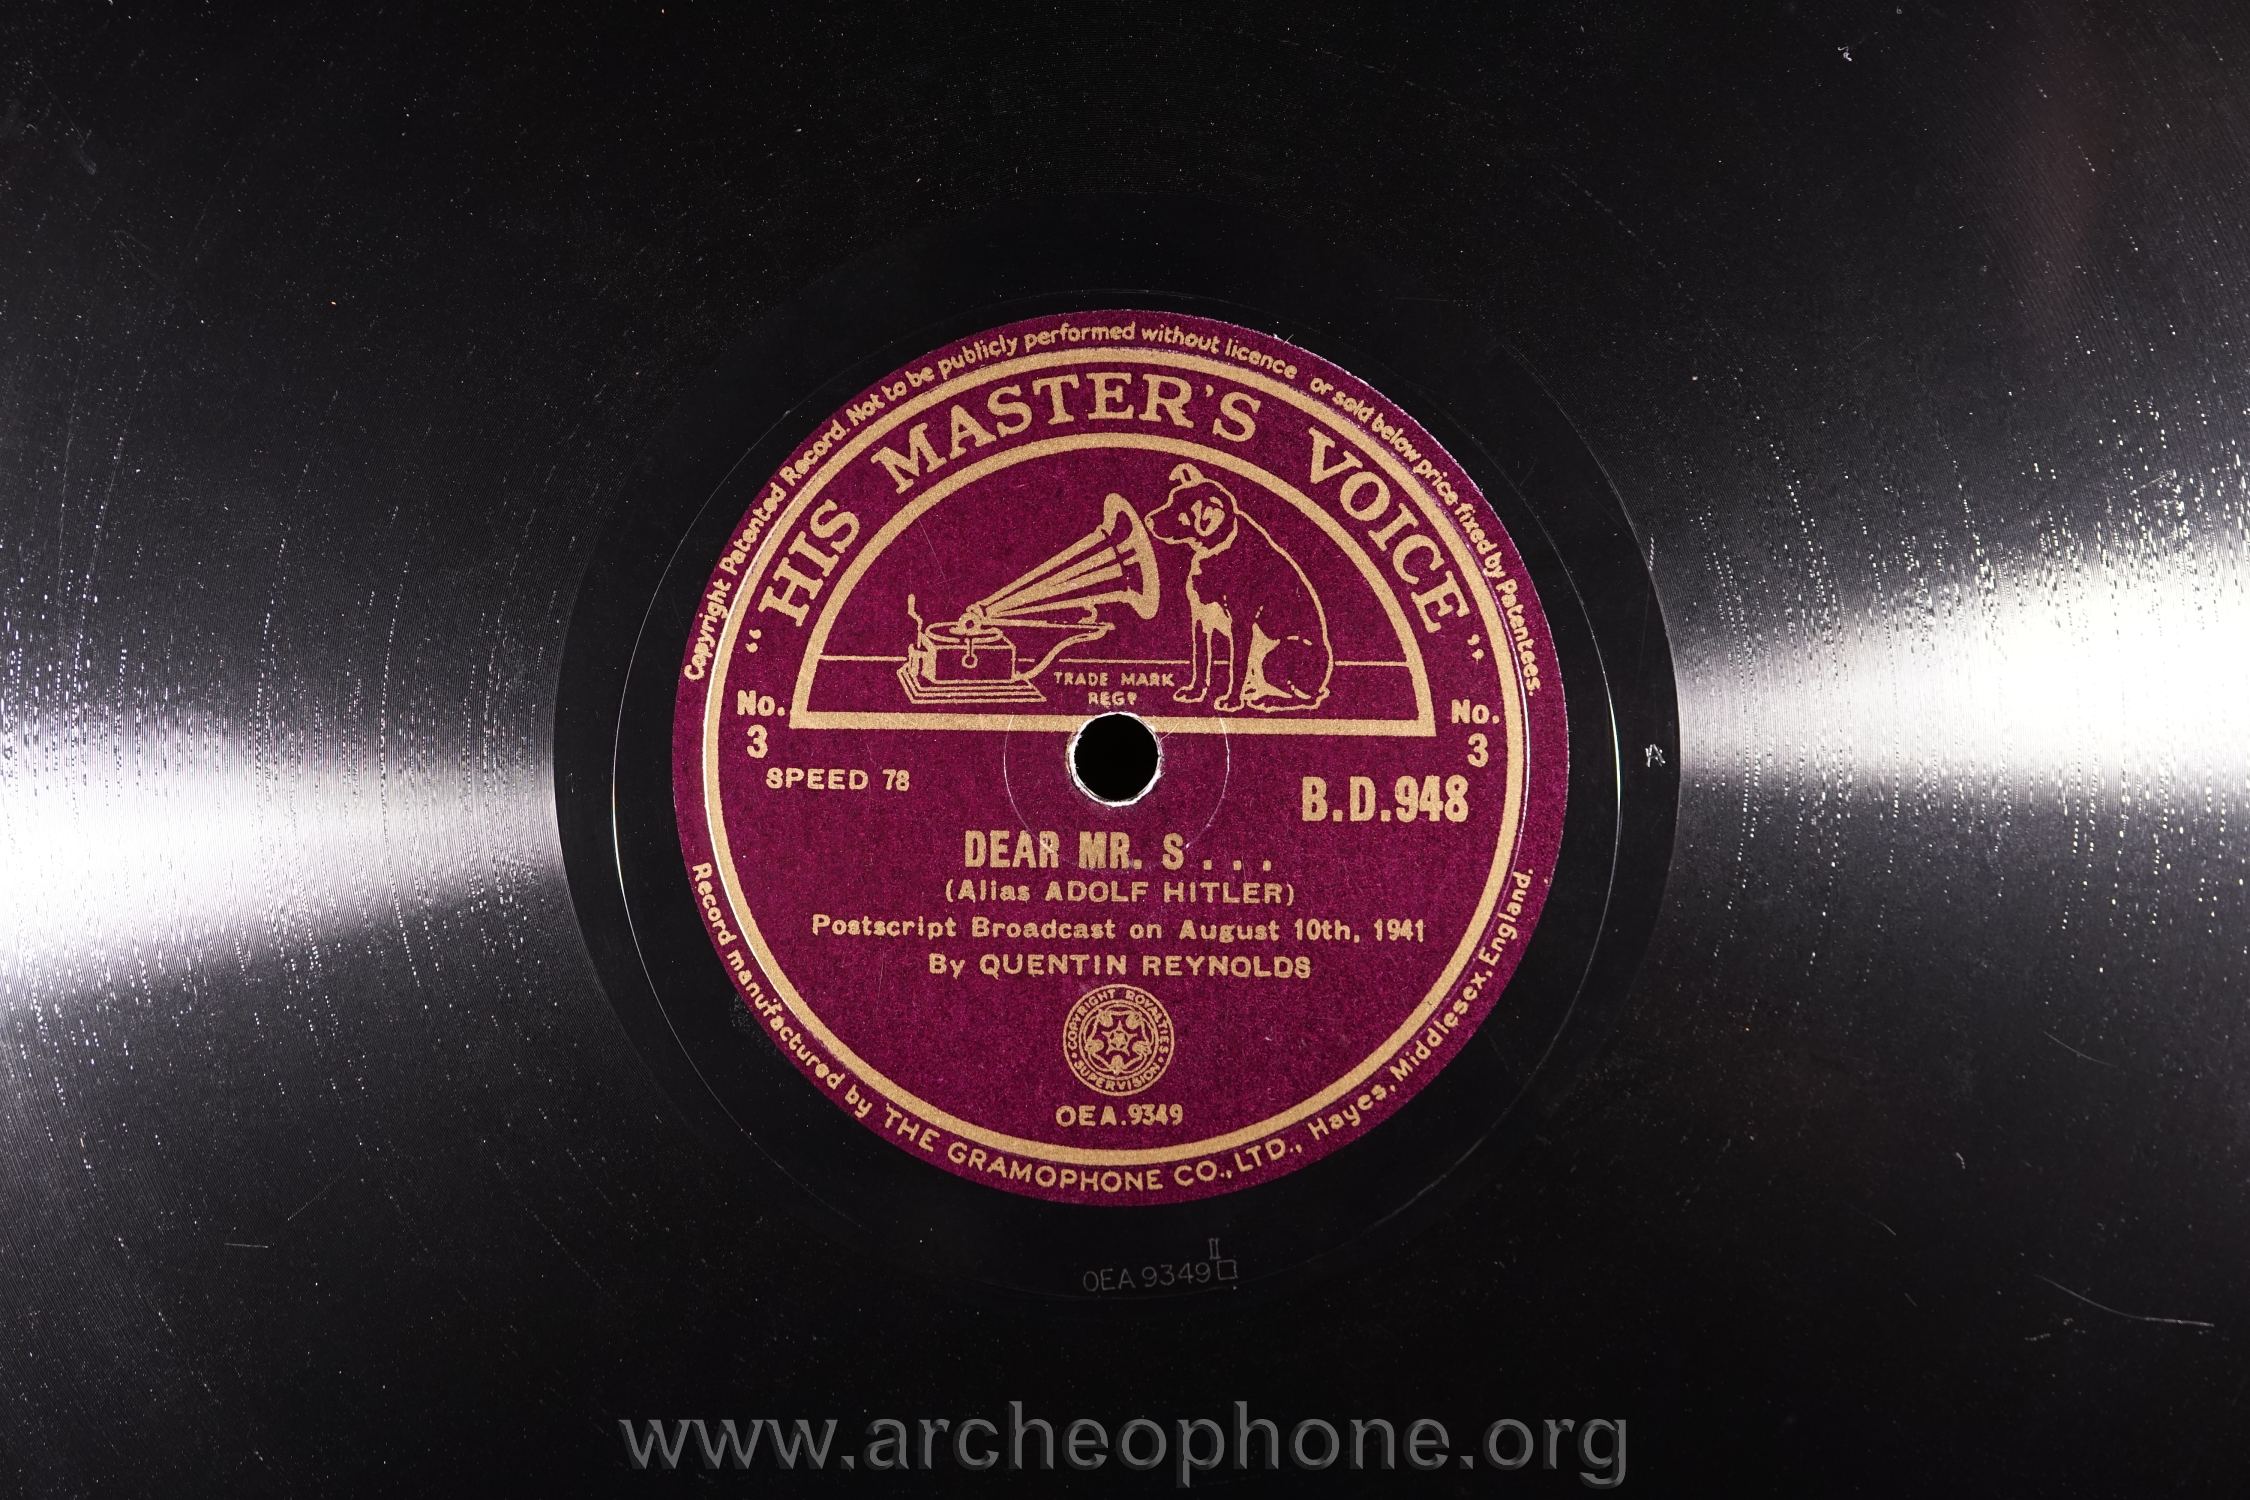 Copyright Patented Record. Not to be publicly performed without licence or sold below price fixed by Patentees.
“HIS MASTER'S VOICE”
TRADE MARK
REGD
No. 3
No. 3
SPEED 78
B.D.948
DEAR MR. S . . .
(Alias ADOLF HITLER)
Postscript Broadcast on August 10th, 1941
By QUENTIN REYNOLDS
COPYRIGHT ROYALTIES
SUPERVISION
OEA.9349
Record manufactured by THE GRAMOPHONE CO., LTD., Hayes, Middlesex, England.
A
II
OEA 9349
www.archeophone.org